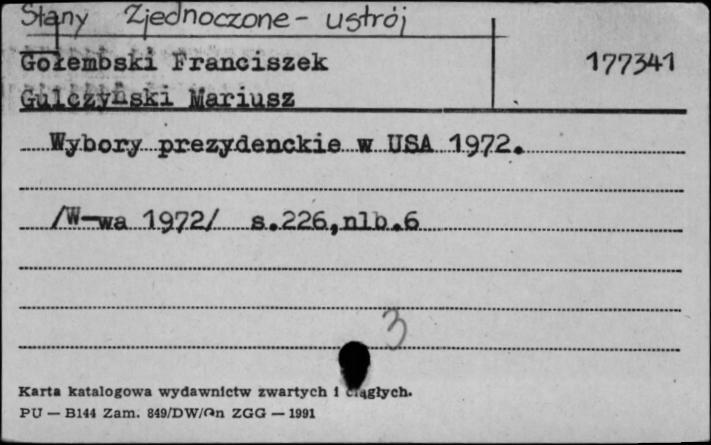 Stany Zjednoczone - ustrój
Gołembski Franciszek 177341
Gulczyński Mariusz
Wybory prezydenckie w USA 1972.
/W-wa 1972/ s.226,nlb.6
3
Karta katalogowa wydawnictw zwartych i ciągłych.
PU — B144 Zam. 849/DW/Gn ZGG — 1991